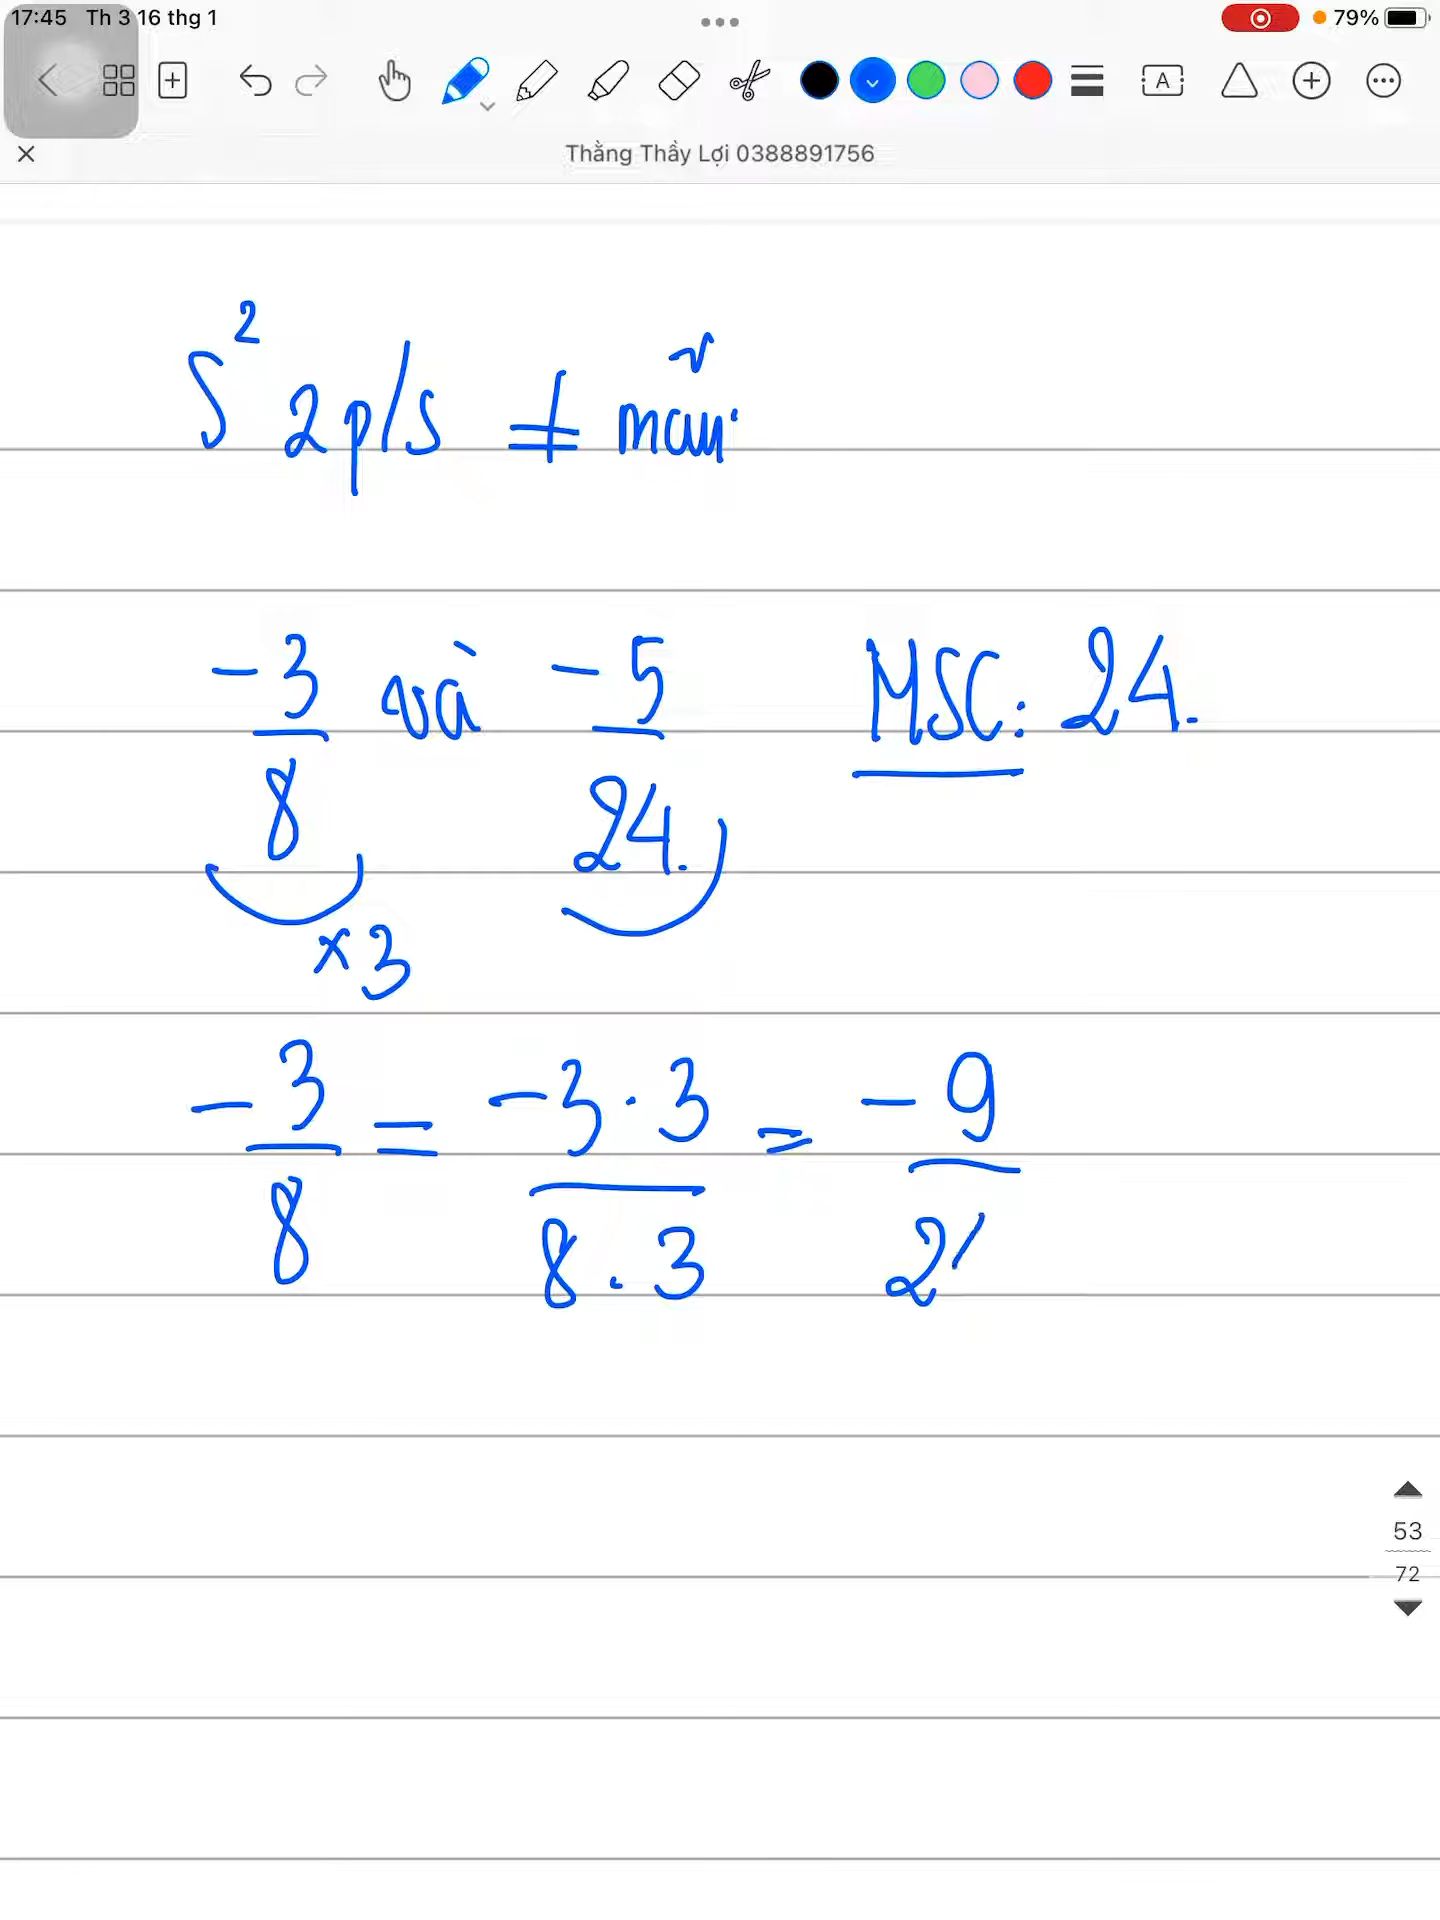 17:45 Th 3 16 thg 1
79%
A
Thằng Thầy Lợi 0388891756
S² 2p/s ≠ mẫu
-3/8 và -5/24. MSC: 24.
×3
-3/8 = -3·3/8.3 = -9/2
53
72